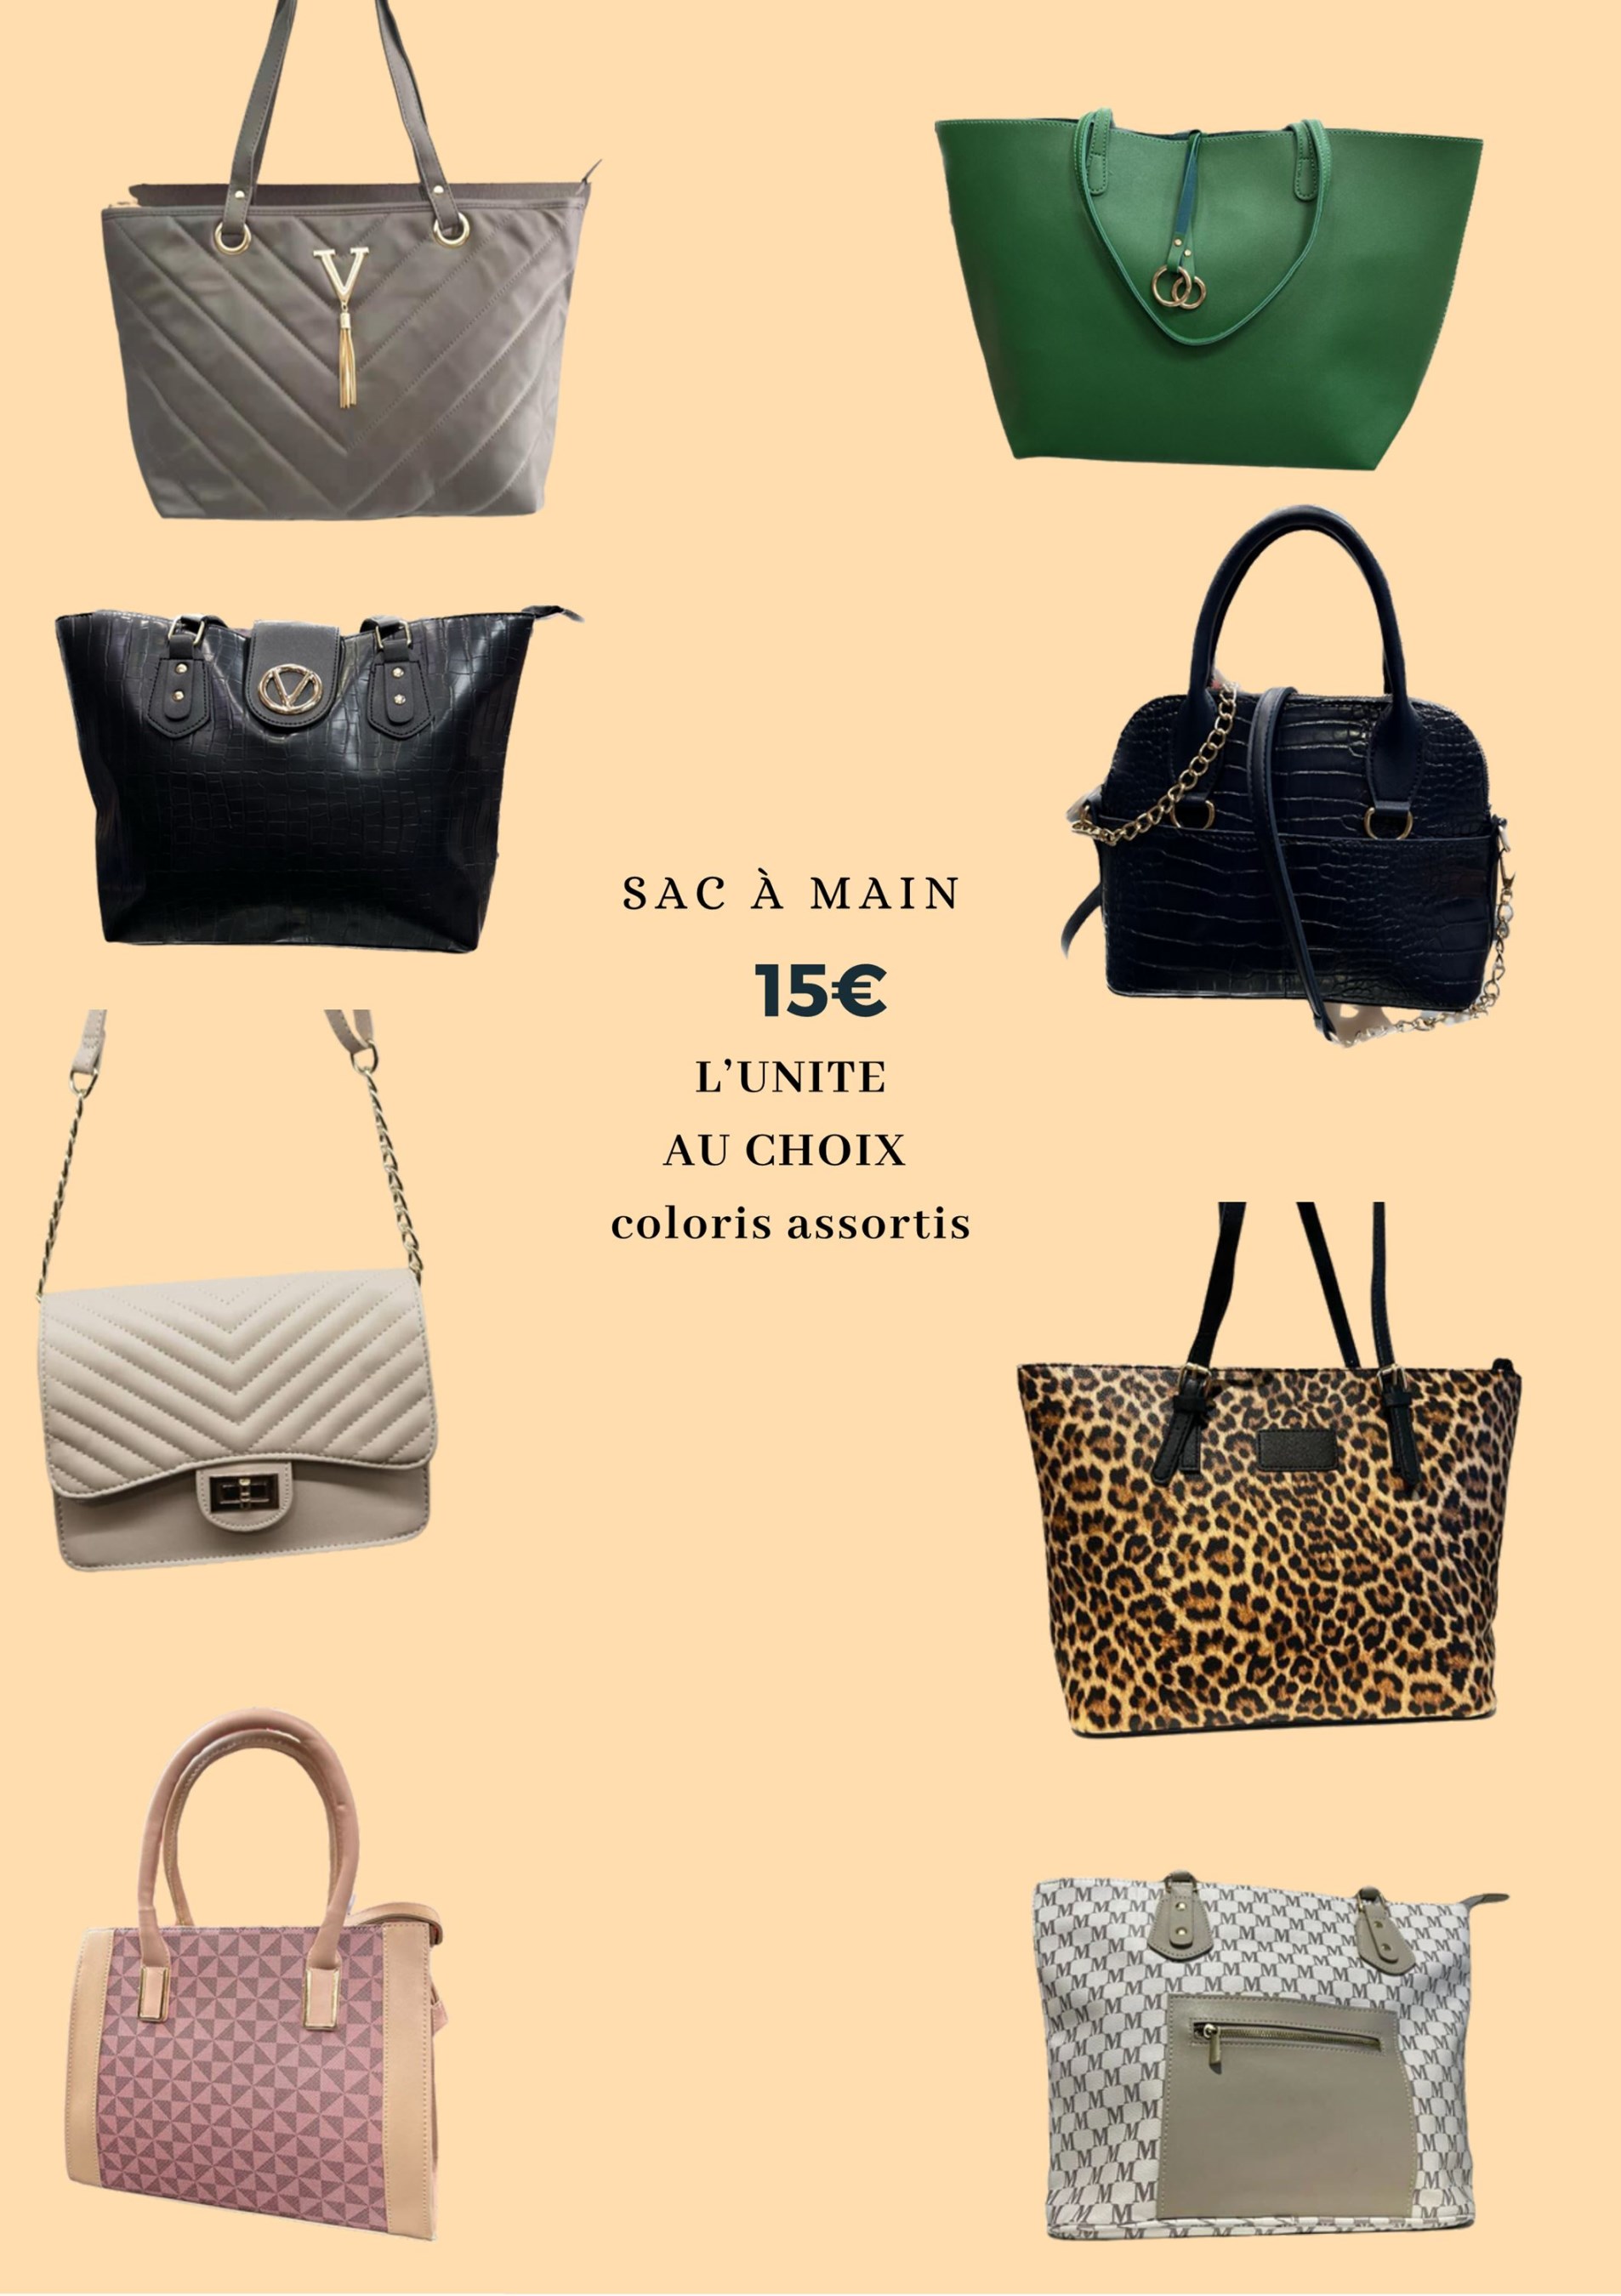 V
V
SAC À MAIN
15€
L'UNITE
AU CHOIX
coloris assortis